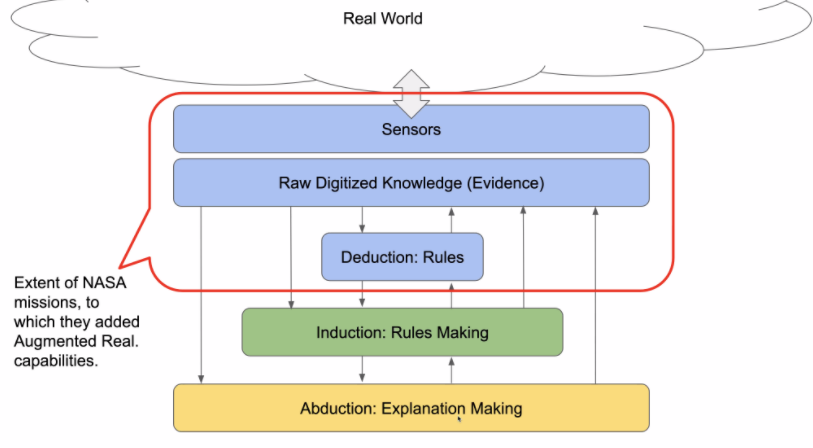 Real World
Sensors
Raw Digitized Knowledge (Evidence)
Deduction: Rules
Extent of NASA
missions, to
which they added
Augmented Real.
capabilities.
Induction: Rules Making
Abduction: Explanation Making